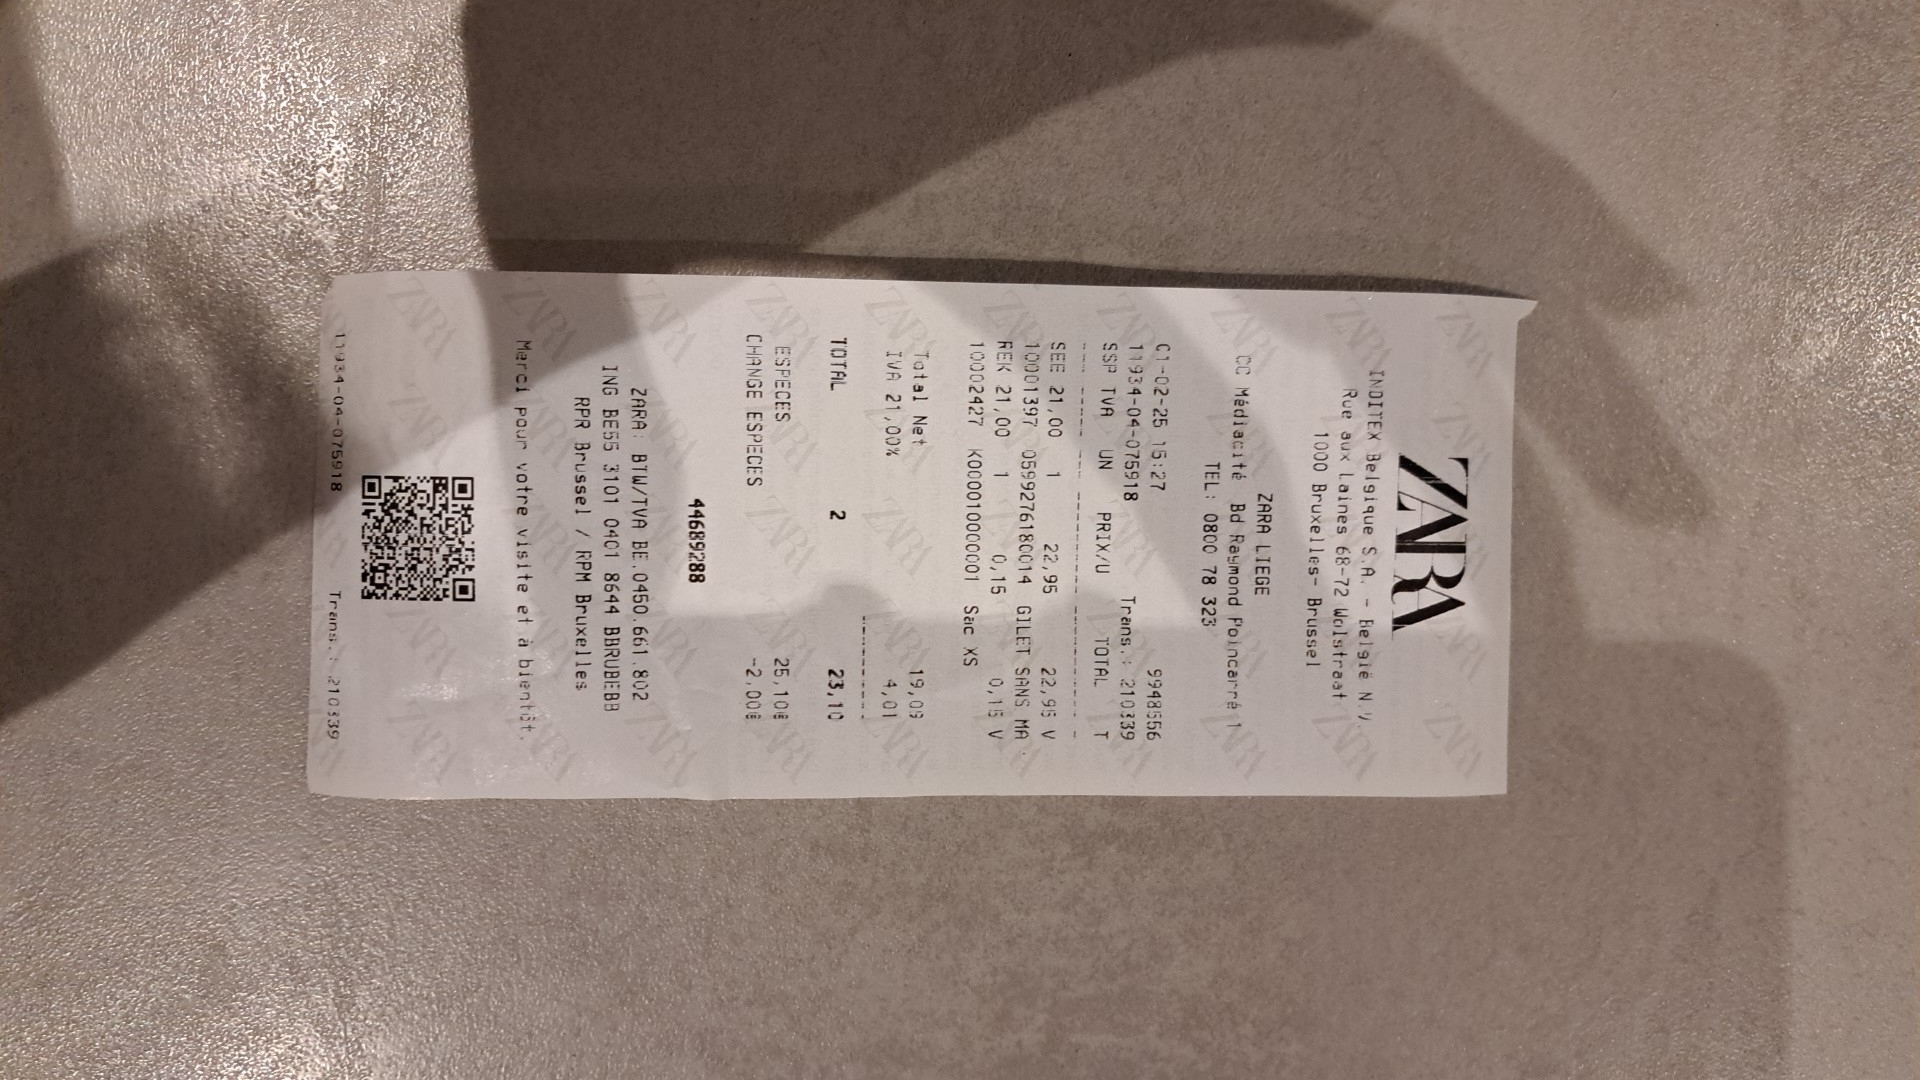 ZARA
INDITEX Belgique S.A. - België N.V.
Rue aux Laines 68-72 Wolstraat
1000 Bruxelles- Brussel
ZARA LIEGE
CC Médiacité Bd Raymond Poincarré 1
TEL: 0800 78 323
01-02-25 15:27 9948556
11934-04-075918 Trans.: 210339
SSP TVA UN PRIX/U TOTAL T
SEE 21,00 1 22,95 22,95 V
10001397 0599276180014 GILET SANS MA
REK 21,00 1 0,15 0,15 V
10002427 K00001000001 Sac XS
Total Net 19,09
IVA 21,00% 4,01
TOTAL 2 23,10
ESPECES 25,10€
CHANGE ESPECES -2,00€
44689288
ZARA: BTW/TVA BE.0450.661.802
ING BE55 3101 0401 8644 BBRUBEBB
RPR Brussel / RPM Bruxelles
Merci pour votre visite et à bientôt.
11934-04-075918 Trans.: 210339